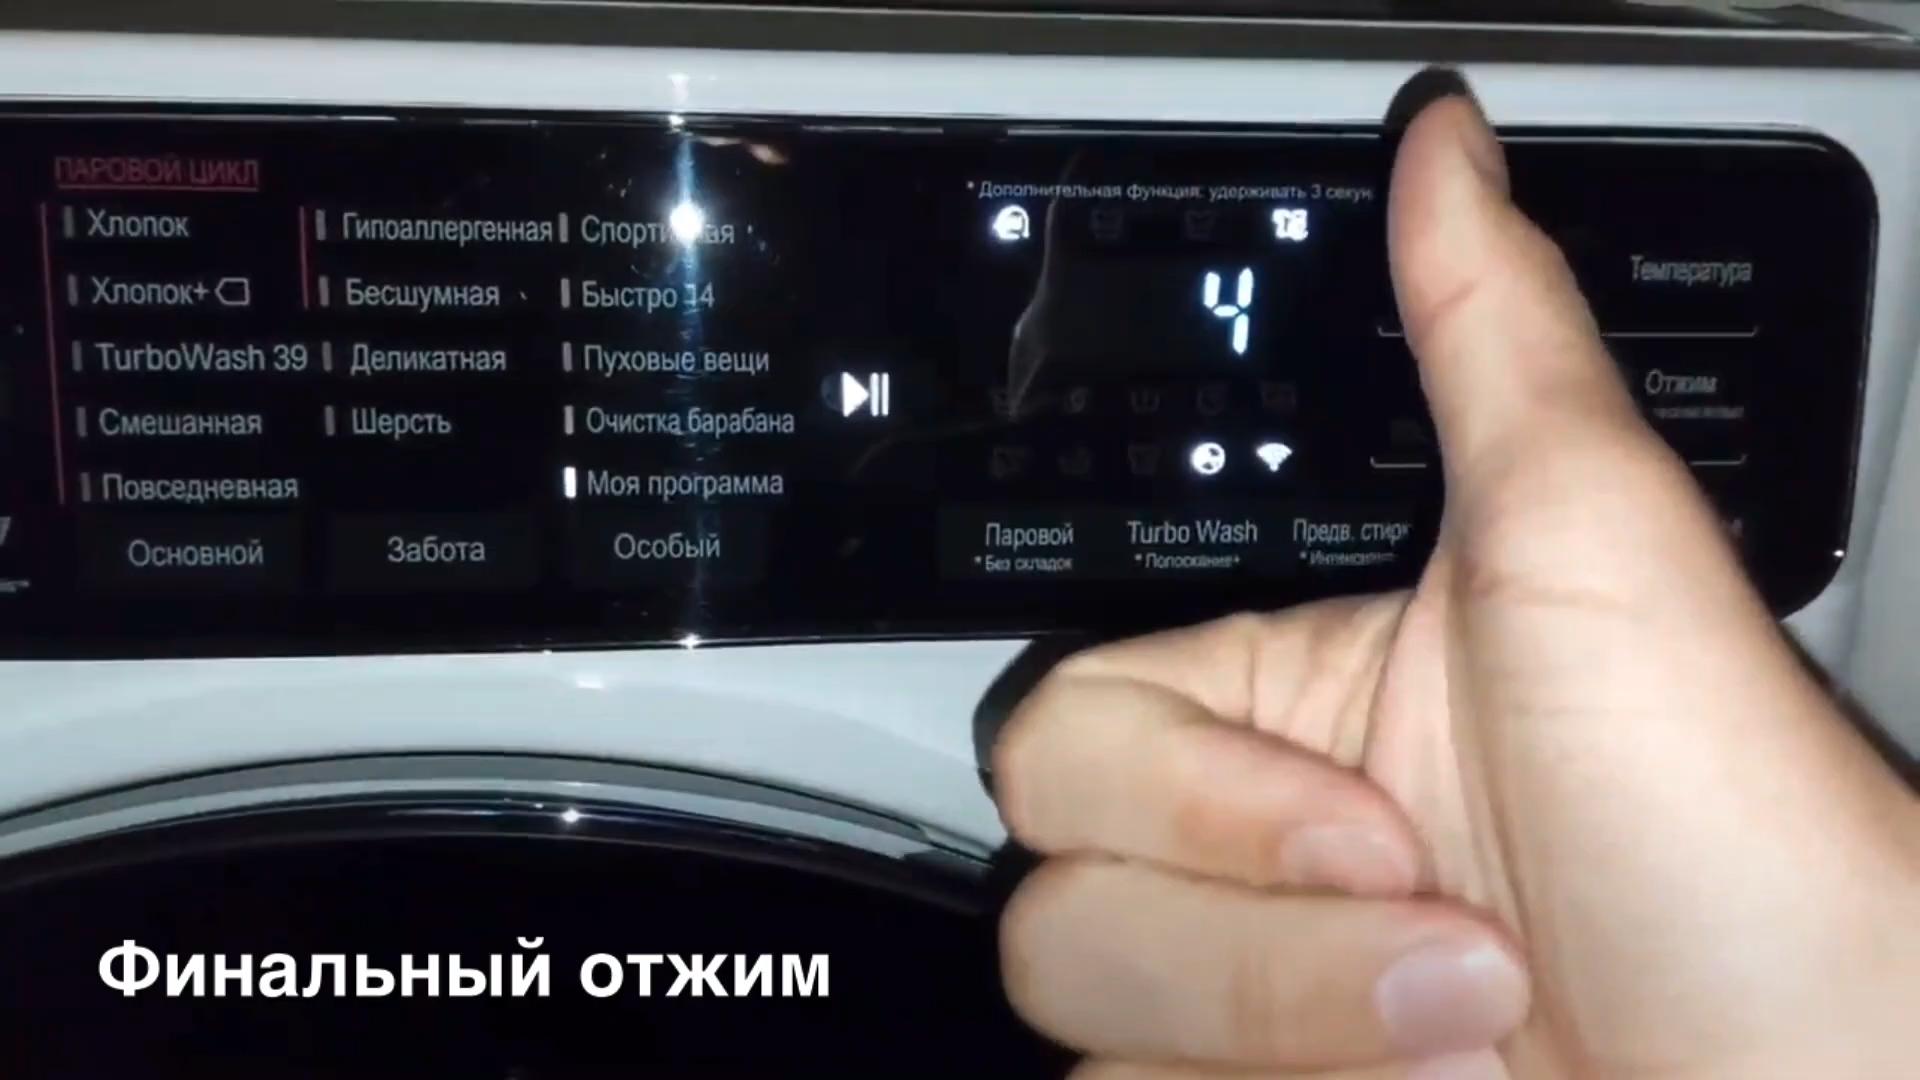 ПАРОВОЙ ЦИКЛ
Хлопок
Хлопок+
TurboWash 39
Смешанная
Повседневная
Основной
Гипоаллергенная
Бесшумная
Деликатная
Шерсть
Забота
Быстро 14
Пуховые вещи
Очистка барабана
Моя программа
Особый
* Дополнительная функция: удерживать 3 секун
4
Паровой
* Без складок
Turbo Wash
* Полоскание+
Предв. стирк
Температура
Отжим
Финальный отжим